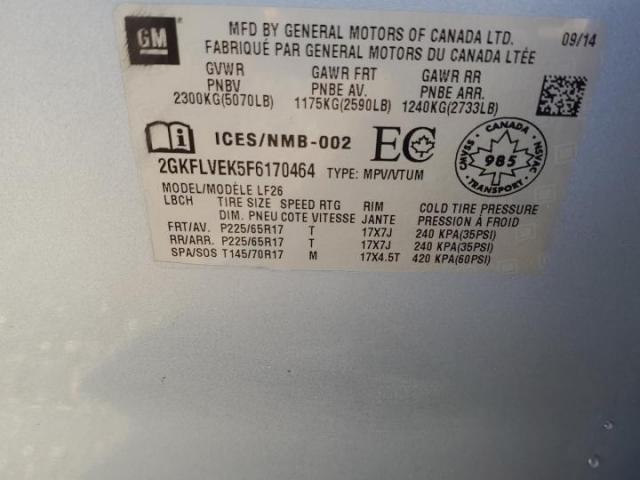 GM
MFD BY GENERAL MOTORS OF CANADA LTD. 09/14
FABRIQUÉ PAR GENERAL MOTORS DU CANADA LTÉE
GVWR GAWR FRT GAWR RR
PNBV PNBE AV. PNBE ARR.
2300KG(5070LB) 1175KG(2590LB) 1240KG(2733LB)
i ICES/NMB-002 EC CANADA CMVSS 985 NSVAC TRANSPORT
2GKFLVEK5F6170464 TYPE: MPV/VTUM
MODEL/MODÈLE LF26
LBCH TIRE SIZE SPEED RTG RIM COLD TIRE PRESSURE
DIM. PNEU COTE VITESSE JANTE PRESSION À FROID
FRT/AV. P225/65R17 T 17X7J 240 KPA(35PSI)
RR/ARR. P225/65R17 T 17X7J 240 KPA(35PSI)
SPA/SOS T145/70R17 M 17X4.5T 420 KPA(60PSI)